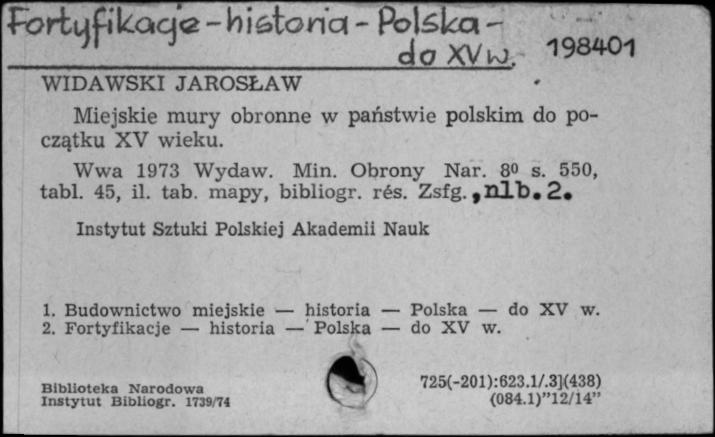 Fortyfikacje - historia - Polska -
do XV w. 198401
WIDAWSKI JAROSŁAW
Miejskie mury obronne w państwie polskim do po-
czątku XV wieku.
Wwa 1973 Wydaw. Min. Obrony Nar. 8⁰ s. 550,
tabl. 45, il. tab. mapy, bibliogr. rés. Zsfg., nlb. 2.
Instytut Sztuki Polskiej Akademii Nauk
1. Budownictwo miejskie — historia — Polska — do XV w.
2. Fortyfikacje — historia — Polska — do XV w.
Biblioteka Narodowa 725(-201):623.1/.3](438)
Instytut Bibliogr. 1739/74 (084.1)"12/14"